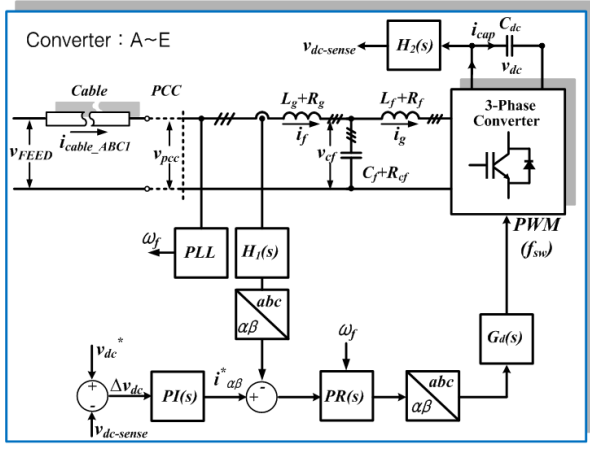 Converter : A~E
H₂(s)
v_dc-sense
i_cap
C_dc
v_dc
Cable
PCC
L_g+R_g
L_f+R_f
3-Phase
Converter
v_FEED
i_cable_ABC1
v_pcc
i_f
v_cf
i_g
C_f+R_cf
PWM
(f_sw)
ω_f
PLL
H₁(s)
abc
αβ
G_d(s)
v_dc*
ω_f
+
-
Δv_dc
PI(s)
i*_αβ
-
+
PR(s)
abc
αβ
v_dc-sense